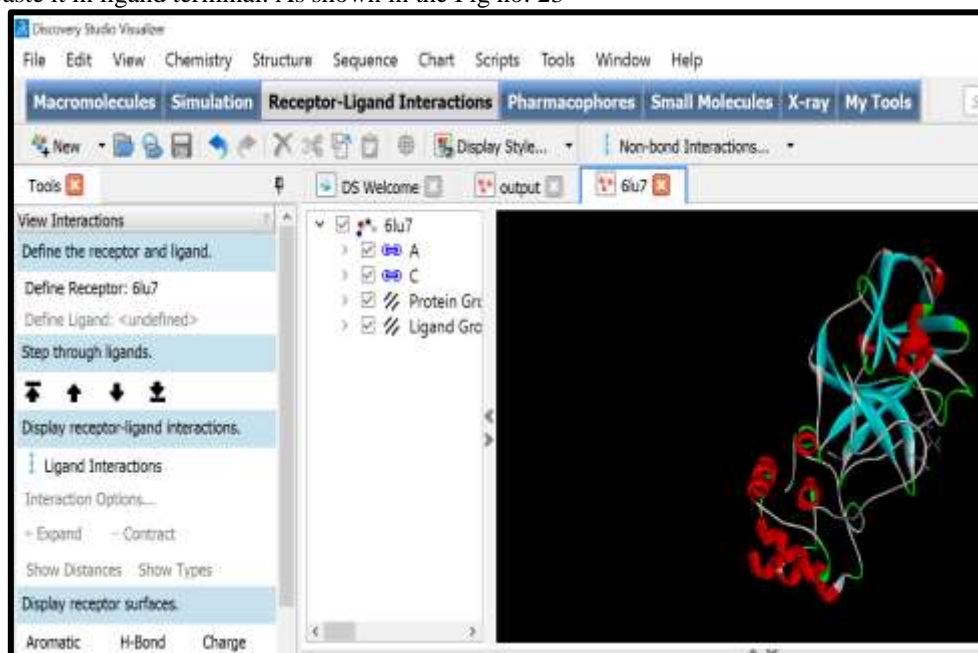 paste it in ligand terminal. As shown in the Fig no. 23
Discovery Studio Visualizer
File Edit View Chemistry Structure Sequence Chart Scripts Tools Window Help
Macromolecules Simulation Receptor-Ligand Interactions Pharmacophores Small Molecules X-ray My Tools
New Display Style... Non-bond Interactions...
Tools DS Welcome output 6lu7
View Interactions
6lu7
Define the receptor and ligand.
A
Define Receptor: 6lu7
C
Protein Gro
Define Ligand: <undefined>
Ligand Gro
Step through ligands.
Display receptor-ligand interactions.
Ligand Interactions
Interaction Options...
+ Expand - Contract
Show Distances Show Types
Display receptor surfaces.
Aromatic H-Bond Charge